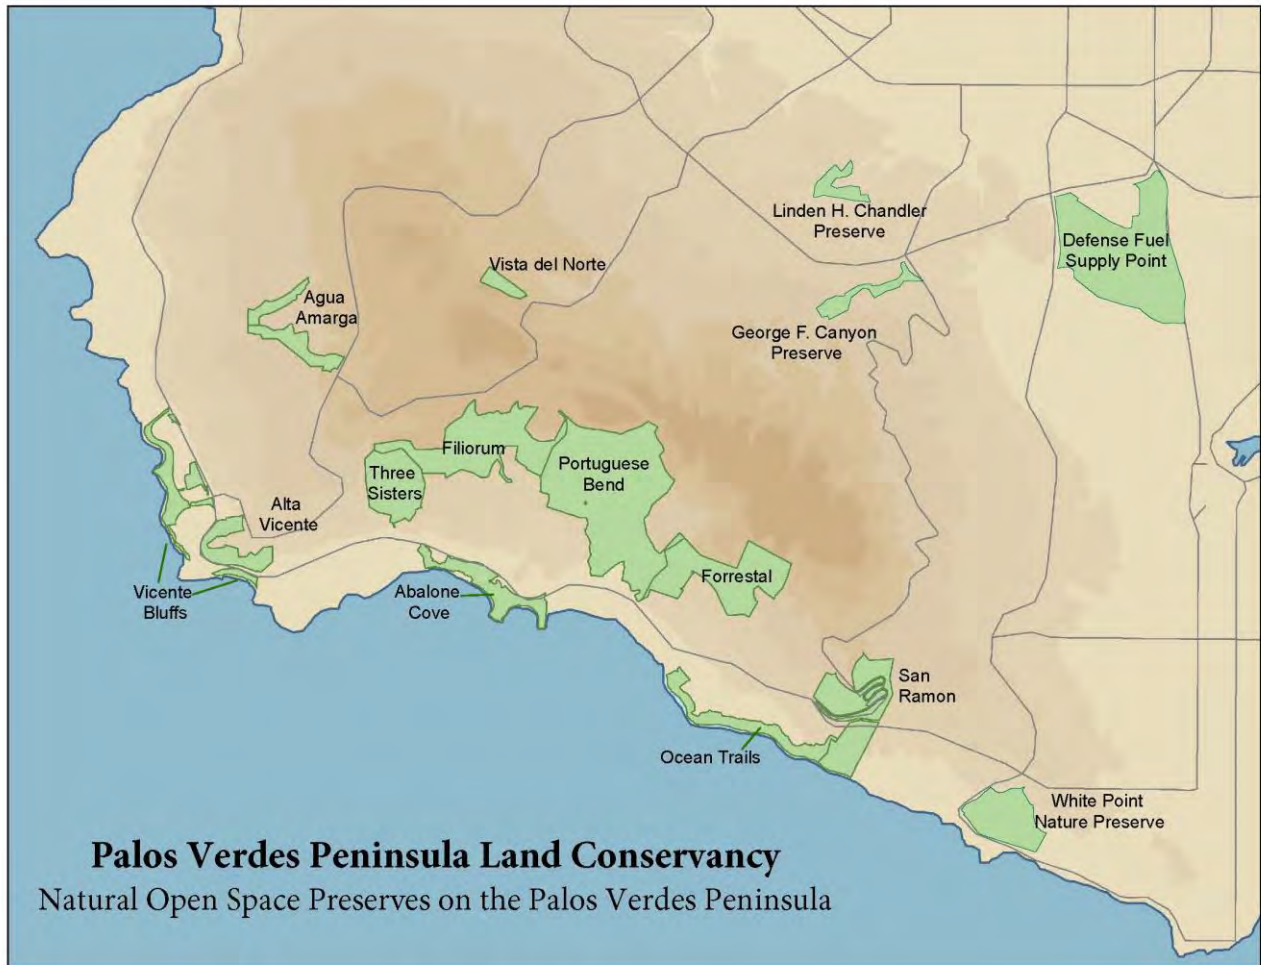 Linden H. Chandler
Preserve
Defense Fuel
Supply Point
Vista del Norte
Agua
Amarga
George F. Canyon
Preserve
Filiorum
Three
Sisters
Portuguese
Bend
Alta
Vicente
Forrestal
Vicente
Bluffs
Abalone
Cove
San
Ramon
Ocean Trails
White Point
Nature Preserve
Palos Verdes Peninsula Land Conservancy
Natural Open Space Preserves on the Palos Verdes Peninsula